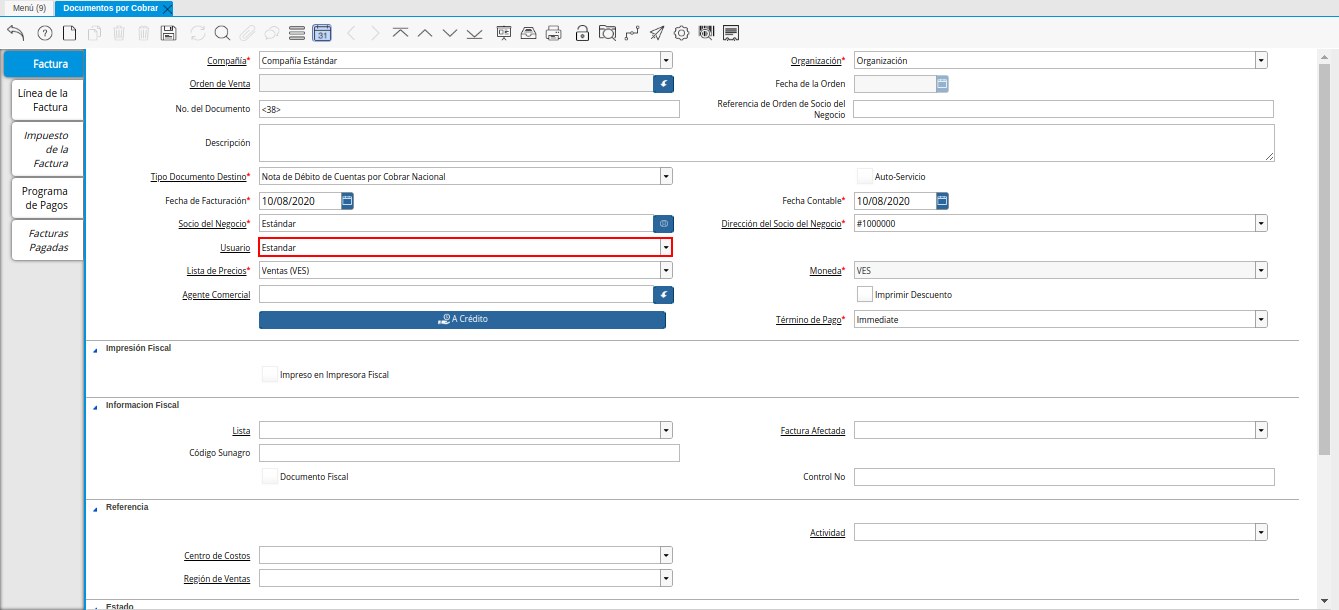 Menú (9)
Documentos por Cobrar
31
Factura
Línea de la
Factura
Impuesto
de la
Factura
Programa
de Pagos
Facturas
Pagadas
Compañía* Compañía Estándar
Organización* Organización
Orden de Venta
Fecha de la Orden
No. del Documento <38>
Referencia de Orden de Socio del
Negocio
Descripción
Tipo Documento Destino* Nota de Débito de Cuentas por Cobrar Nacional
Auto-Servicio
Fecha de Facturación* 10/08/2020
Fecha Contable* 10/08/2020
Socio del Negocio* Estándar
Dirección del Socio del Negocio* #1000000
Usuario Estandar
Lista de Precios* Ventas (VES)
Moneda* VES
Agente Comercial
Imprimir Descuento
A Crédito
Término de Pago* Immediate
Impresión Fiscal
Impreso en Impresora Fiscal
Informacion Fiscal
Lista
Factura Afectada
Código Sunagro
Documento Fiscal
Control No
Referencia
Actividad
Centro de Costos
Región de Ventas
Estado